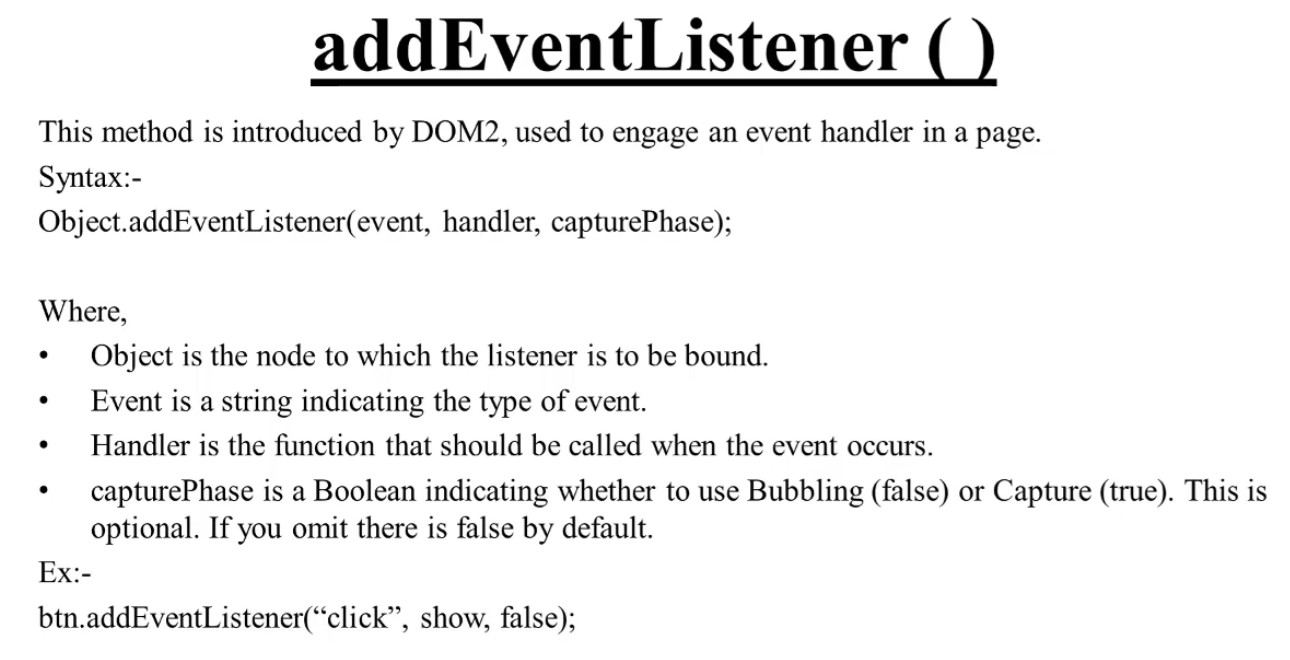 addEventListener ( )
This method is introduced by DOM2, used to engage an event handler in a page.
Syntax:-
Object.addEventListener(event, handler, capturePhase);
Where,
• Object is the node to which the listener is to be bound.
• Event is a string indicating the type of event.
• Handler is the function that should be called when the event occurs.
• capturePhase is a Boolean indicating whether to use Bubbling (false) or Capture (true). This is
optional. If you omit there is false by default.
Ex:-
btn.addEventListener(“click”, show, false);